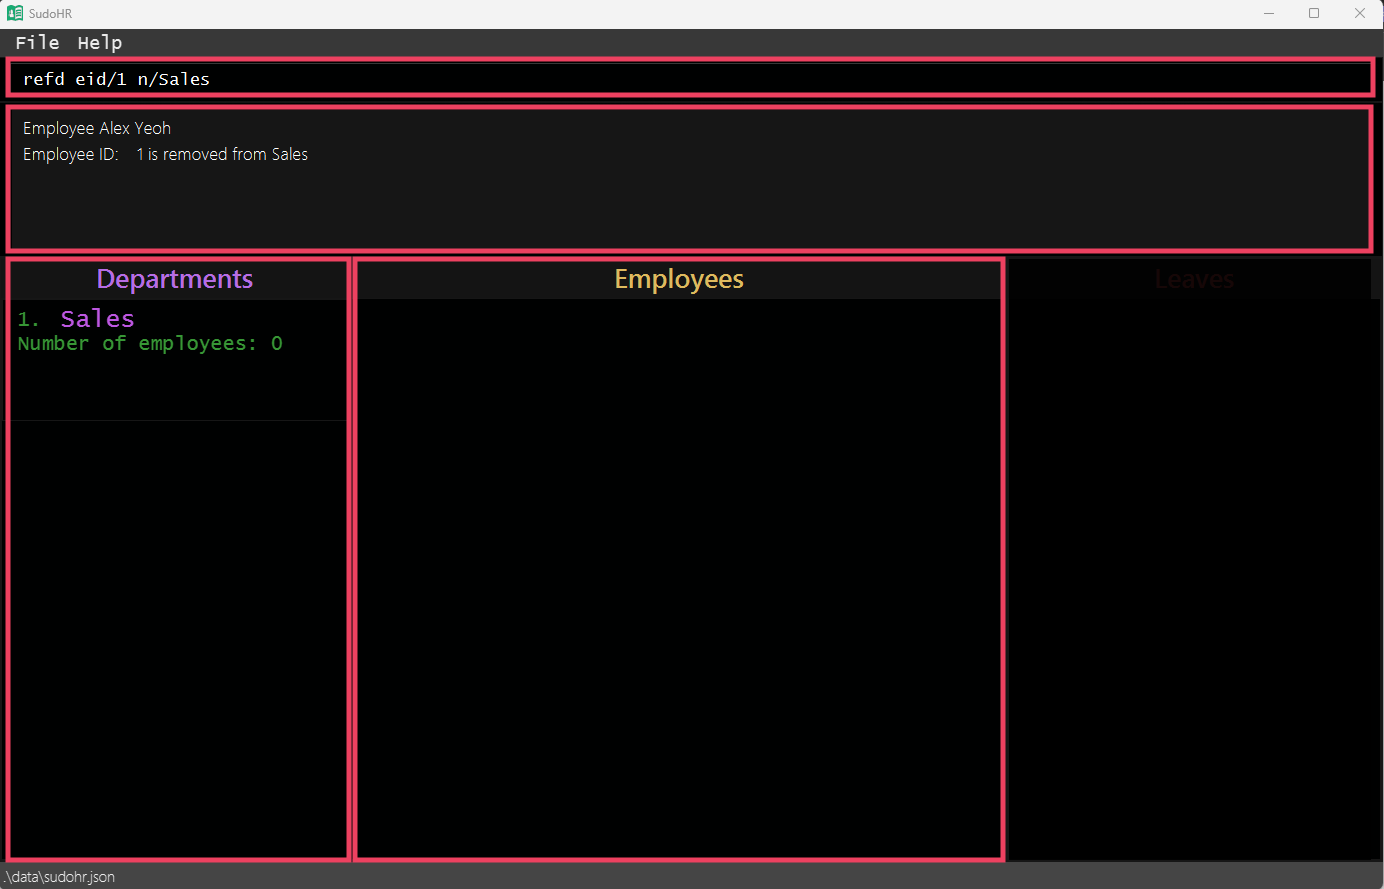 SudoHR
File Help
refd eid/1 n/Sales
Employee Alex Yeoh
Employee ID: 1 is removed from Sales
Departments
Employees
Leaves
1. Sales
Number of employees: 0
.\data\sudohr.json